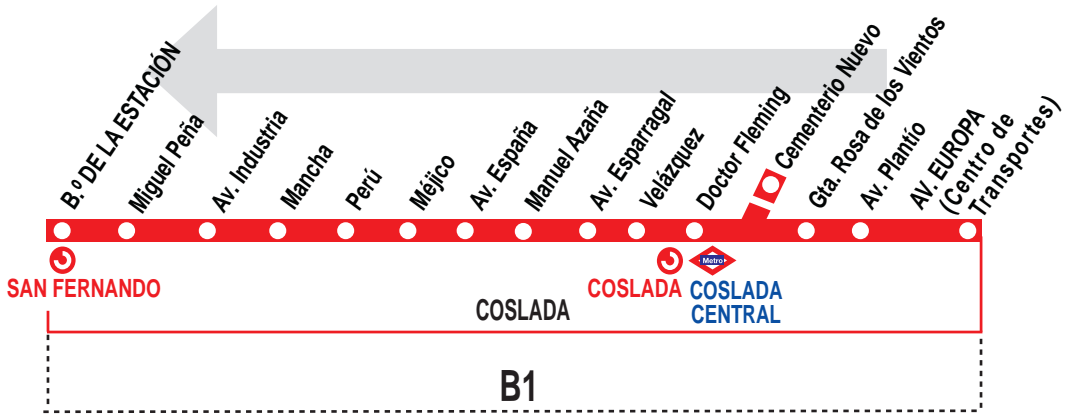 B.º DE LA ESTACIÓN
Miguel Peña
Av. Industria
Mancha
Perú
Méjico
Av. España
Manuel Azaña
Av. Esparragal
Velázquez
Doctor Fleming
Cementerio Nuevo
Gta. Rosa de los Vientos
Av. Plantío
AV. EUROPA
(Centro de
Transportes)
SAN FERNANDO
COSLADA
Metro
COSLADA
CENTRAL
COSLADA
B1